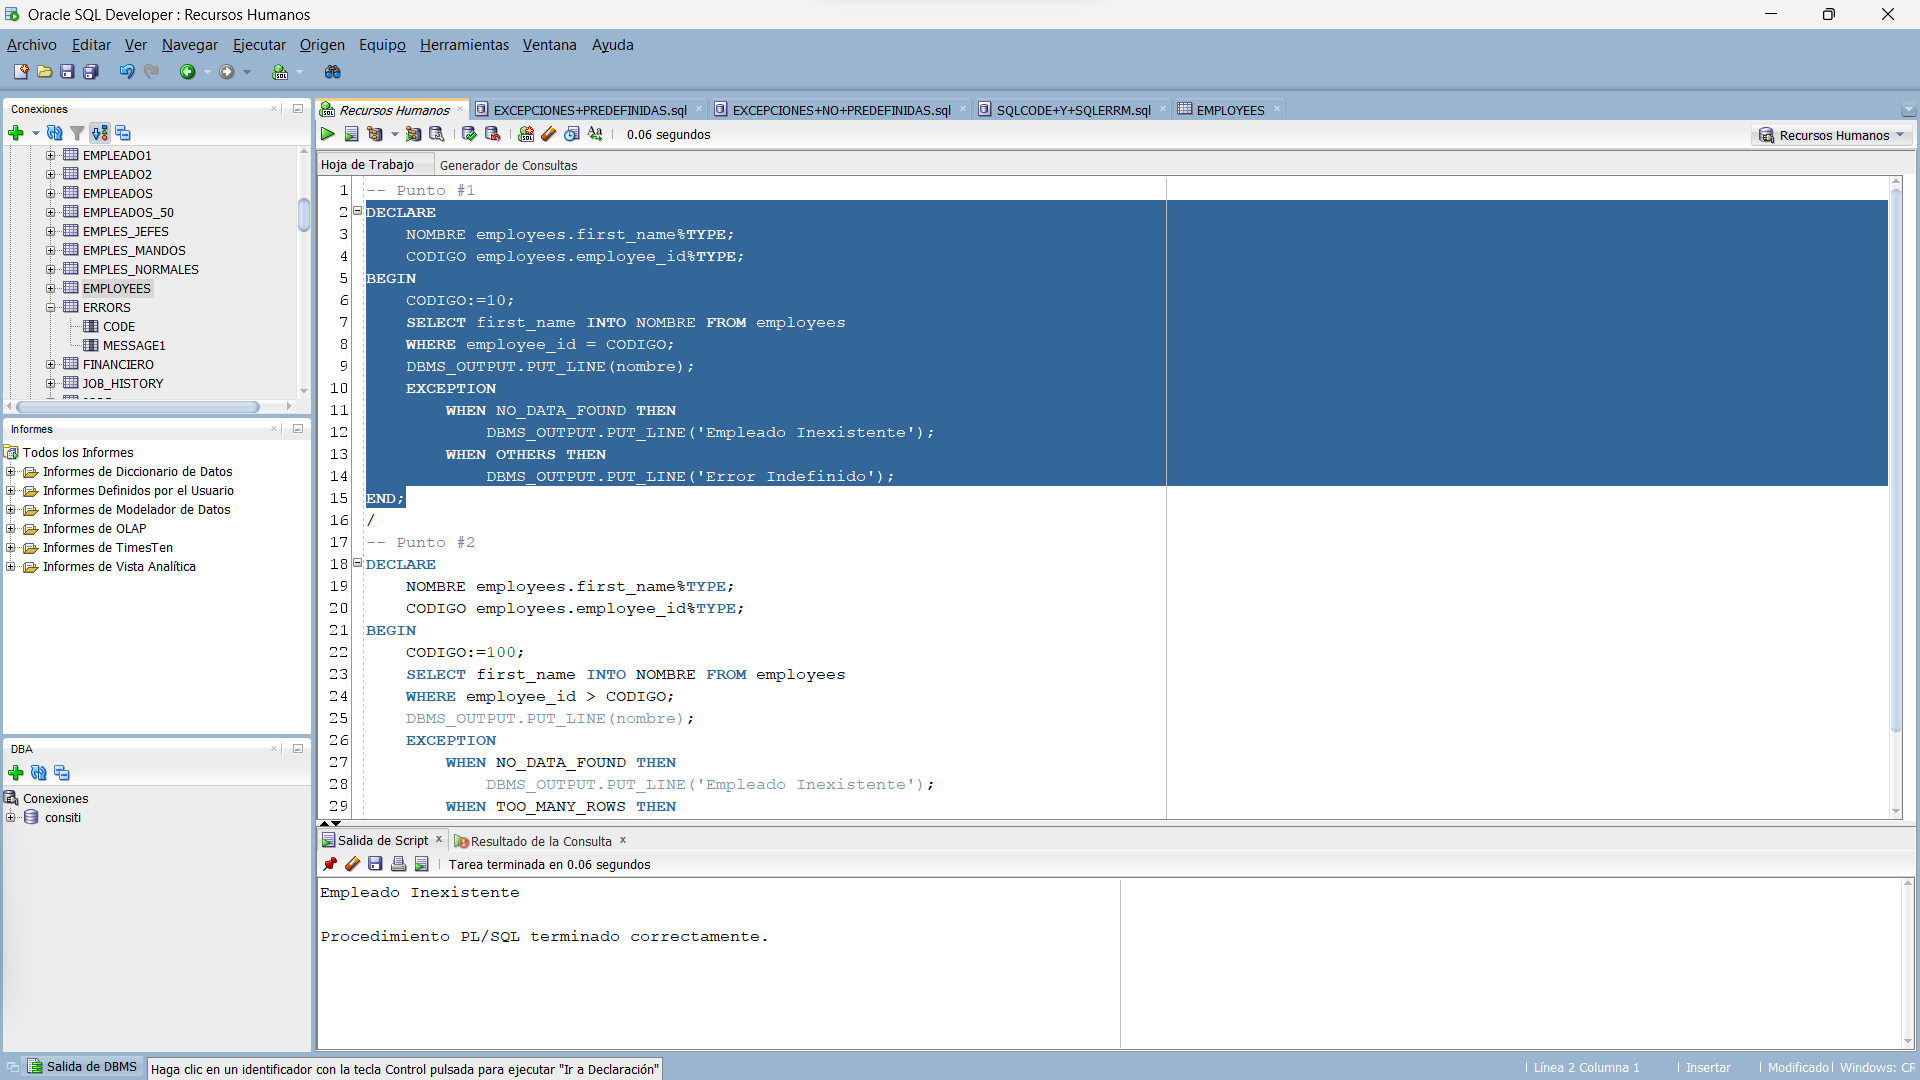 Oracle SQL Developer : Recursos Humanos
Archivo Editar Ver Navegar Ejecutar Origen Equipo Herramientas Ventana Ayuda
Conexiones
EMPLEADO1
EMPLEADO2
EMPLEADOS
EMPLEADOS_50
EMPLES_JEFES
EMPLES_MANDOS
EMPLES_NORMALES
EMPLOYEES
ERRORS
CODE
MESSAGE1
FINANCIERO
JOB_HISTORY
Informes
Todos los Informes
Informes de Diccionario de Datos
Informes Definidos por el Usuario
Informes de Modelador de Datos
Informes de OLAP
Informes de TimesTen
Informes de Vista Analítica
DBA
Conexiones
consiti
Recursos Humanos EXCEPCIONES+PREDEFINIDAS.sql EXCEPCIONES+NO+PREDEFINIDAS.sql SQLCODE+Y+SQLERRM.sql EMPLOYEES
0.06 segundos Recursos Humanos
Hoja de Trabajo Generador de Consultas
1 -- Punto #1
2 DECLARE
3 NOMBRE employees.first_name%TYPE;
4 CODIGO employees.employee_id%TYPE;
5 BEGIN
6 CODIGO:=10;
7 SELECT first_name INTO NOMBRE FROM employees
8 WHERE employee_id = CODIGO;
9 DBMS_OUTPUT.PUT_LINE(nombre);
10 EXCEPTION
11 WHEN NO_DATA_FOUND THEN
12 DBMS_OUTPUT.PUT_LINE('Empleado Inexistente');
13 WHEN OTHERS THEN
14 DBMS_OUTPUT.PUT_LINE('Error Indefinido');
15 END;
16 /
17 -- Punto #2
18 DECLARE
19 NOMBRE employees.first_name%TYPE;
20 CODIGO employees.employee_id%TYPE;
21 BEGIN
22 CODIGO:=100;
23 SELECT first_name INTO NOMBRE FROM employees
24 WHERE employee_id > CODIGO;
25 DBMS_OUTPUT.PUT_LINE(nombre);
26 EXCEPTION
27 WHEN NO_DATA_FOUND THEN
28 DBMS_OUTPUT.PUT_LINE('Empleado Inexistente');
29 WHEN TOO_MANY_ROWS THEN
Salida de Script Resultado de la Consulta
Tarea terminada en 0.06 segundos
Empleado Inexistente
Procedimiento PL/SQL terminado correctamente.
Salida de DBMS Haga clic en un identificador con la tecla Control pulsada para ejecutar "Ir a Declaración" Línea 2 Columna 1 Insertar Modificado Windows: CR